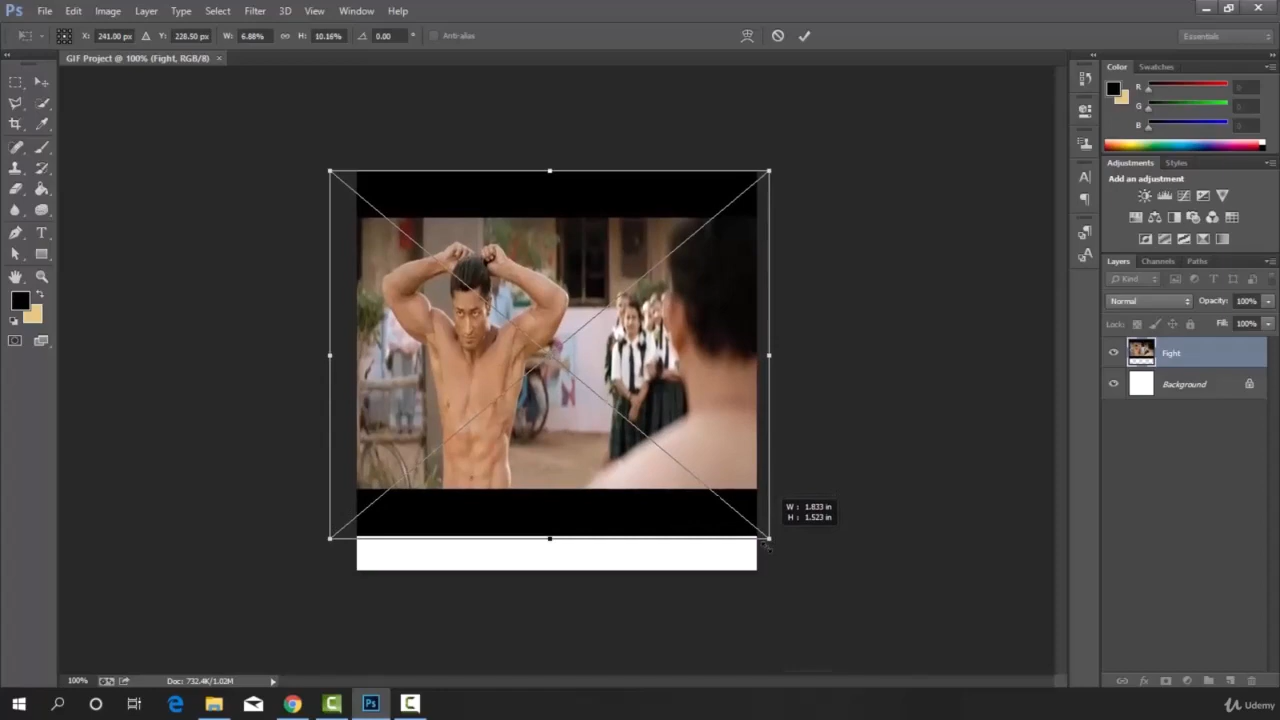 Ps File Edit Image Layer Type Select Filter 3D View Window Help
X: 241.00 px Y: 228.50 px W: 6.88% H: 10.16% 0.00 ° Anti-alias Essentials
GIF Project @ 100% (Fight, RGB/8) ×
Color Swatches
R 0
G 0
B 0
Adjustments Styles
Add an adjustment
Layers Channels Paths
Kind
Normal Opacity: 100%
Lock: Fill: 100%
Fight
Background
W : 1.833 in
H : 1.523 in
100% Doc: 732.4K/1.02M
Udemy